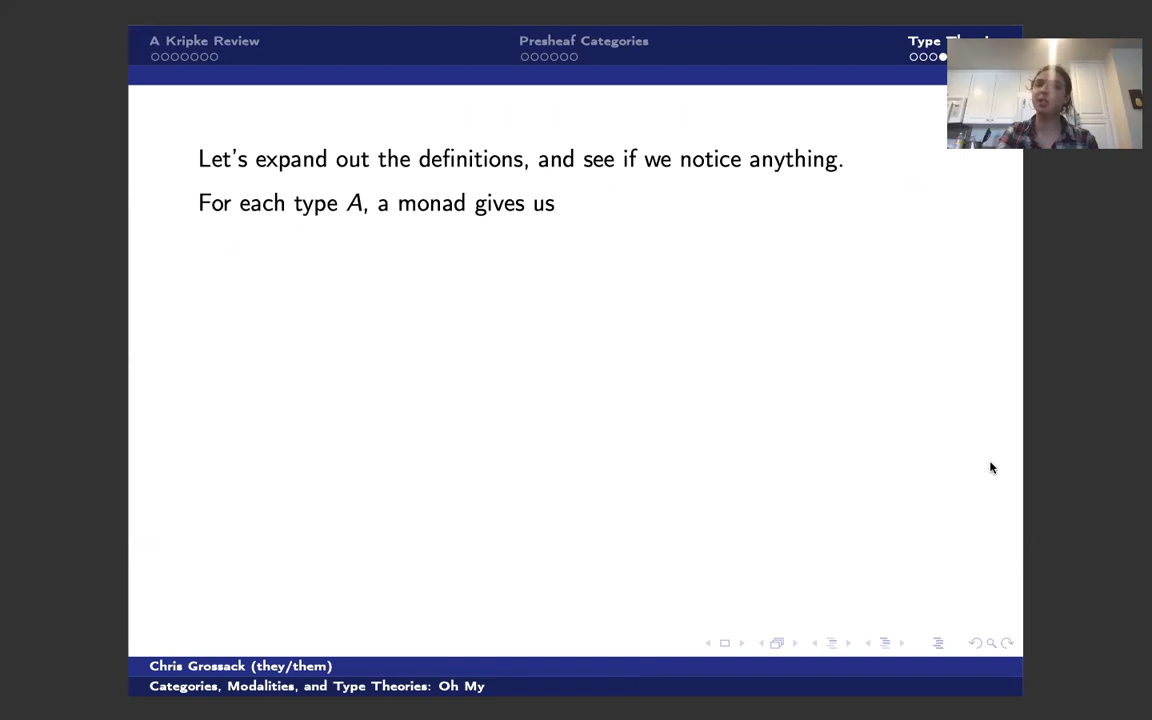 A Kripke Review
Presheaf Categories
Type
Let's expand out the definitions, and see if we notice anything.
For each type A, a monad gives us
Chris Grossack (they/them)
Categories, Modalities, and Type Theories: Oh My